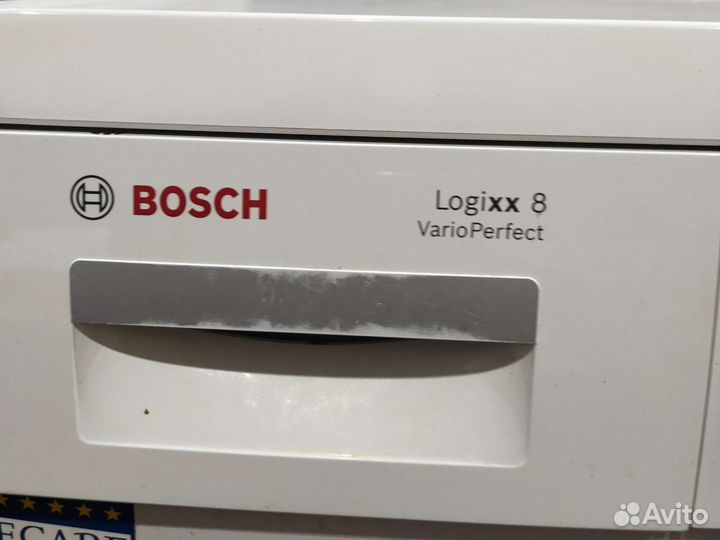 BOSCH
Logixx 8
VarioPerfect
Avito